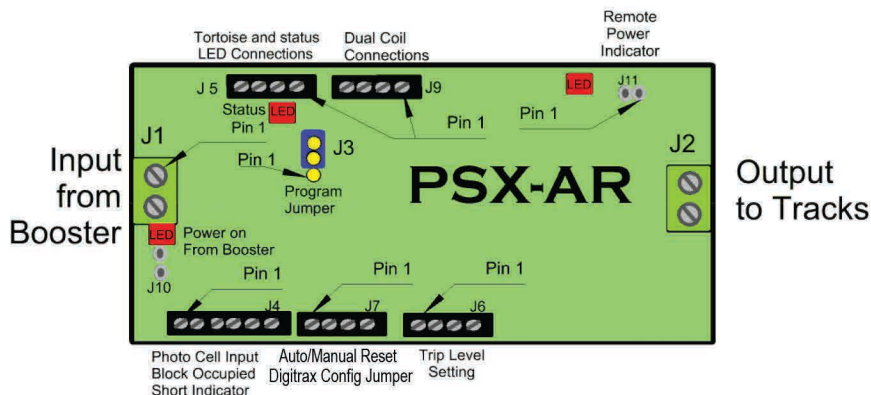 Tortoise and status
LED Connections
Dual Coil
Connections
Remote
Power
Indicator
J 5
J9
LED
J11
Status
LED
Pin 1
Pin 1
Pin 1
J1
J3
Pin 1
J2
Input
from
Booster
Program
Jumper
PSX-AR
Output
to Tracks
LED
Power on
From Booster
J10
Pin 1
Pin 1
Pin 1
J4
J7
J6
Photo Cell Input
Block Occupied
Short Indicator
Auto/Manual Reset
Digitrax Config Jumper
Trip Level
Setting